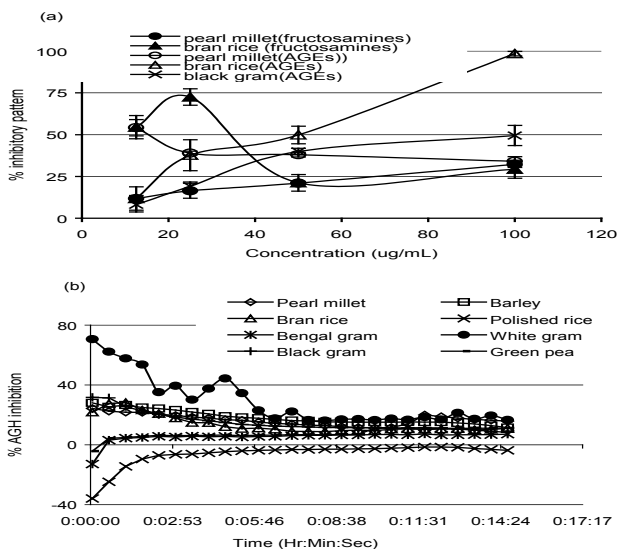 (a)
pearl millet(fructosamines)
bran rice (fructosamines)
pearl millet(AGEs))
bran rice(AGEs)
black gram(AGEs)
% inhibitory pattern
100
75
50
25
0
0 20 40 60 80 100 120
Concentration (ug/mL)
(b)
Pearl millet Barley
Bran rice Polished rice
Bengal gram White gram
Black gram Green pea
% AGH inhibition
80
40
0
-40
0:00:00 0:02:53 0:05:46 0:08:38 0:11:31 0:14:24 0:17:17
Time (Hr:Min:Sec)